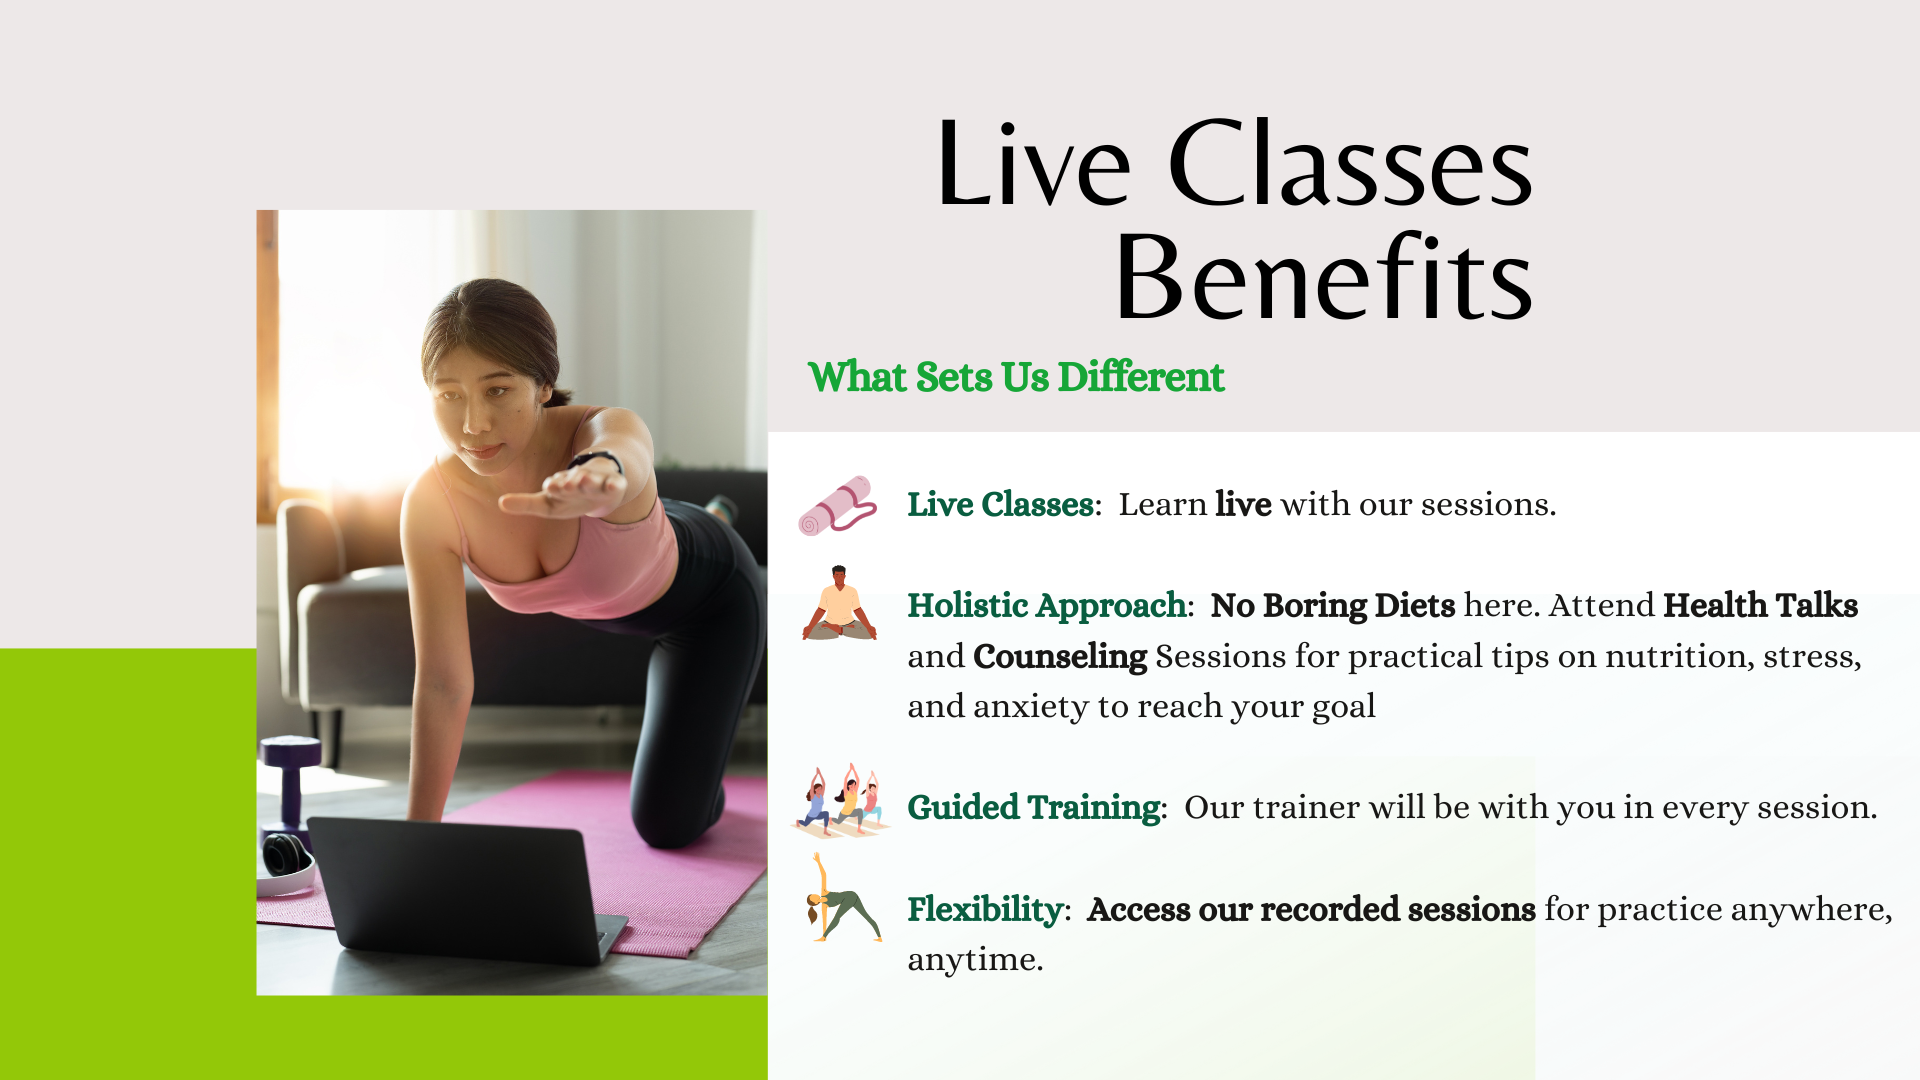 Live Classes
Benefits
What Sets Us Different
Live Classes: Learn live with our sessions.
Holistic Approach: No Boring Diets here. Attend Health Talks
and Counseling Sessions for practical tips on nutrition, stress,
and anxiety to reach your goal
Guided Training: Our trainer will be with you in every session.
Flexibility: Access our recorded sessions for practice anywhere,
anytime.